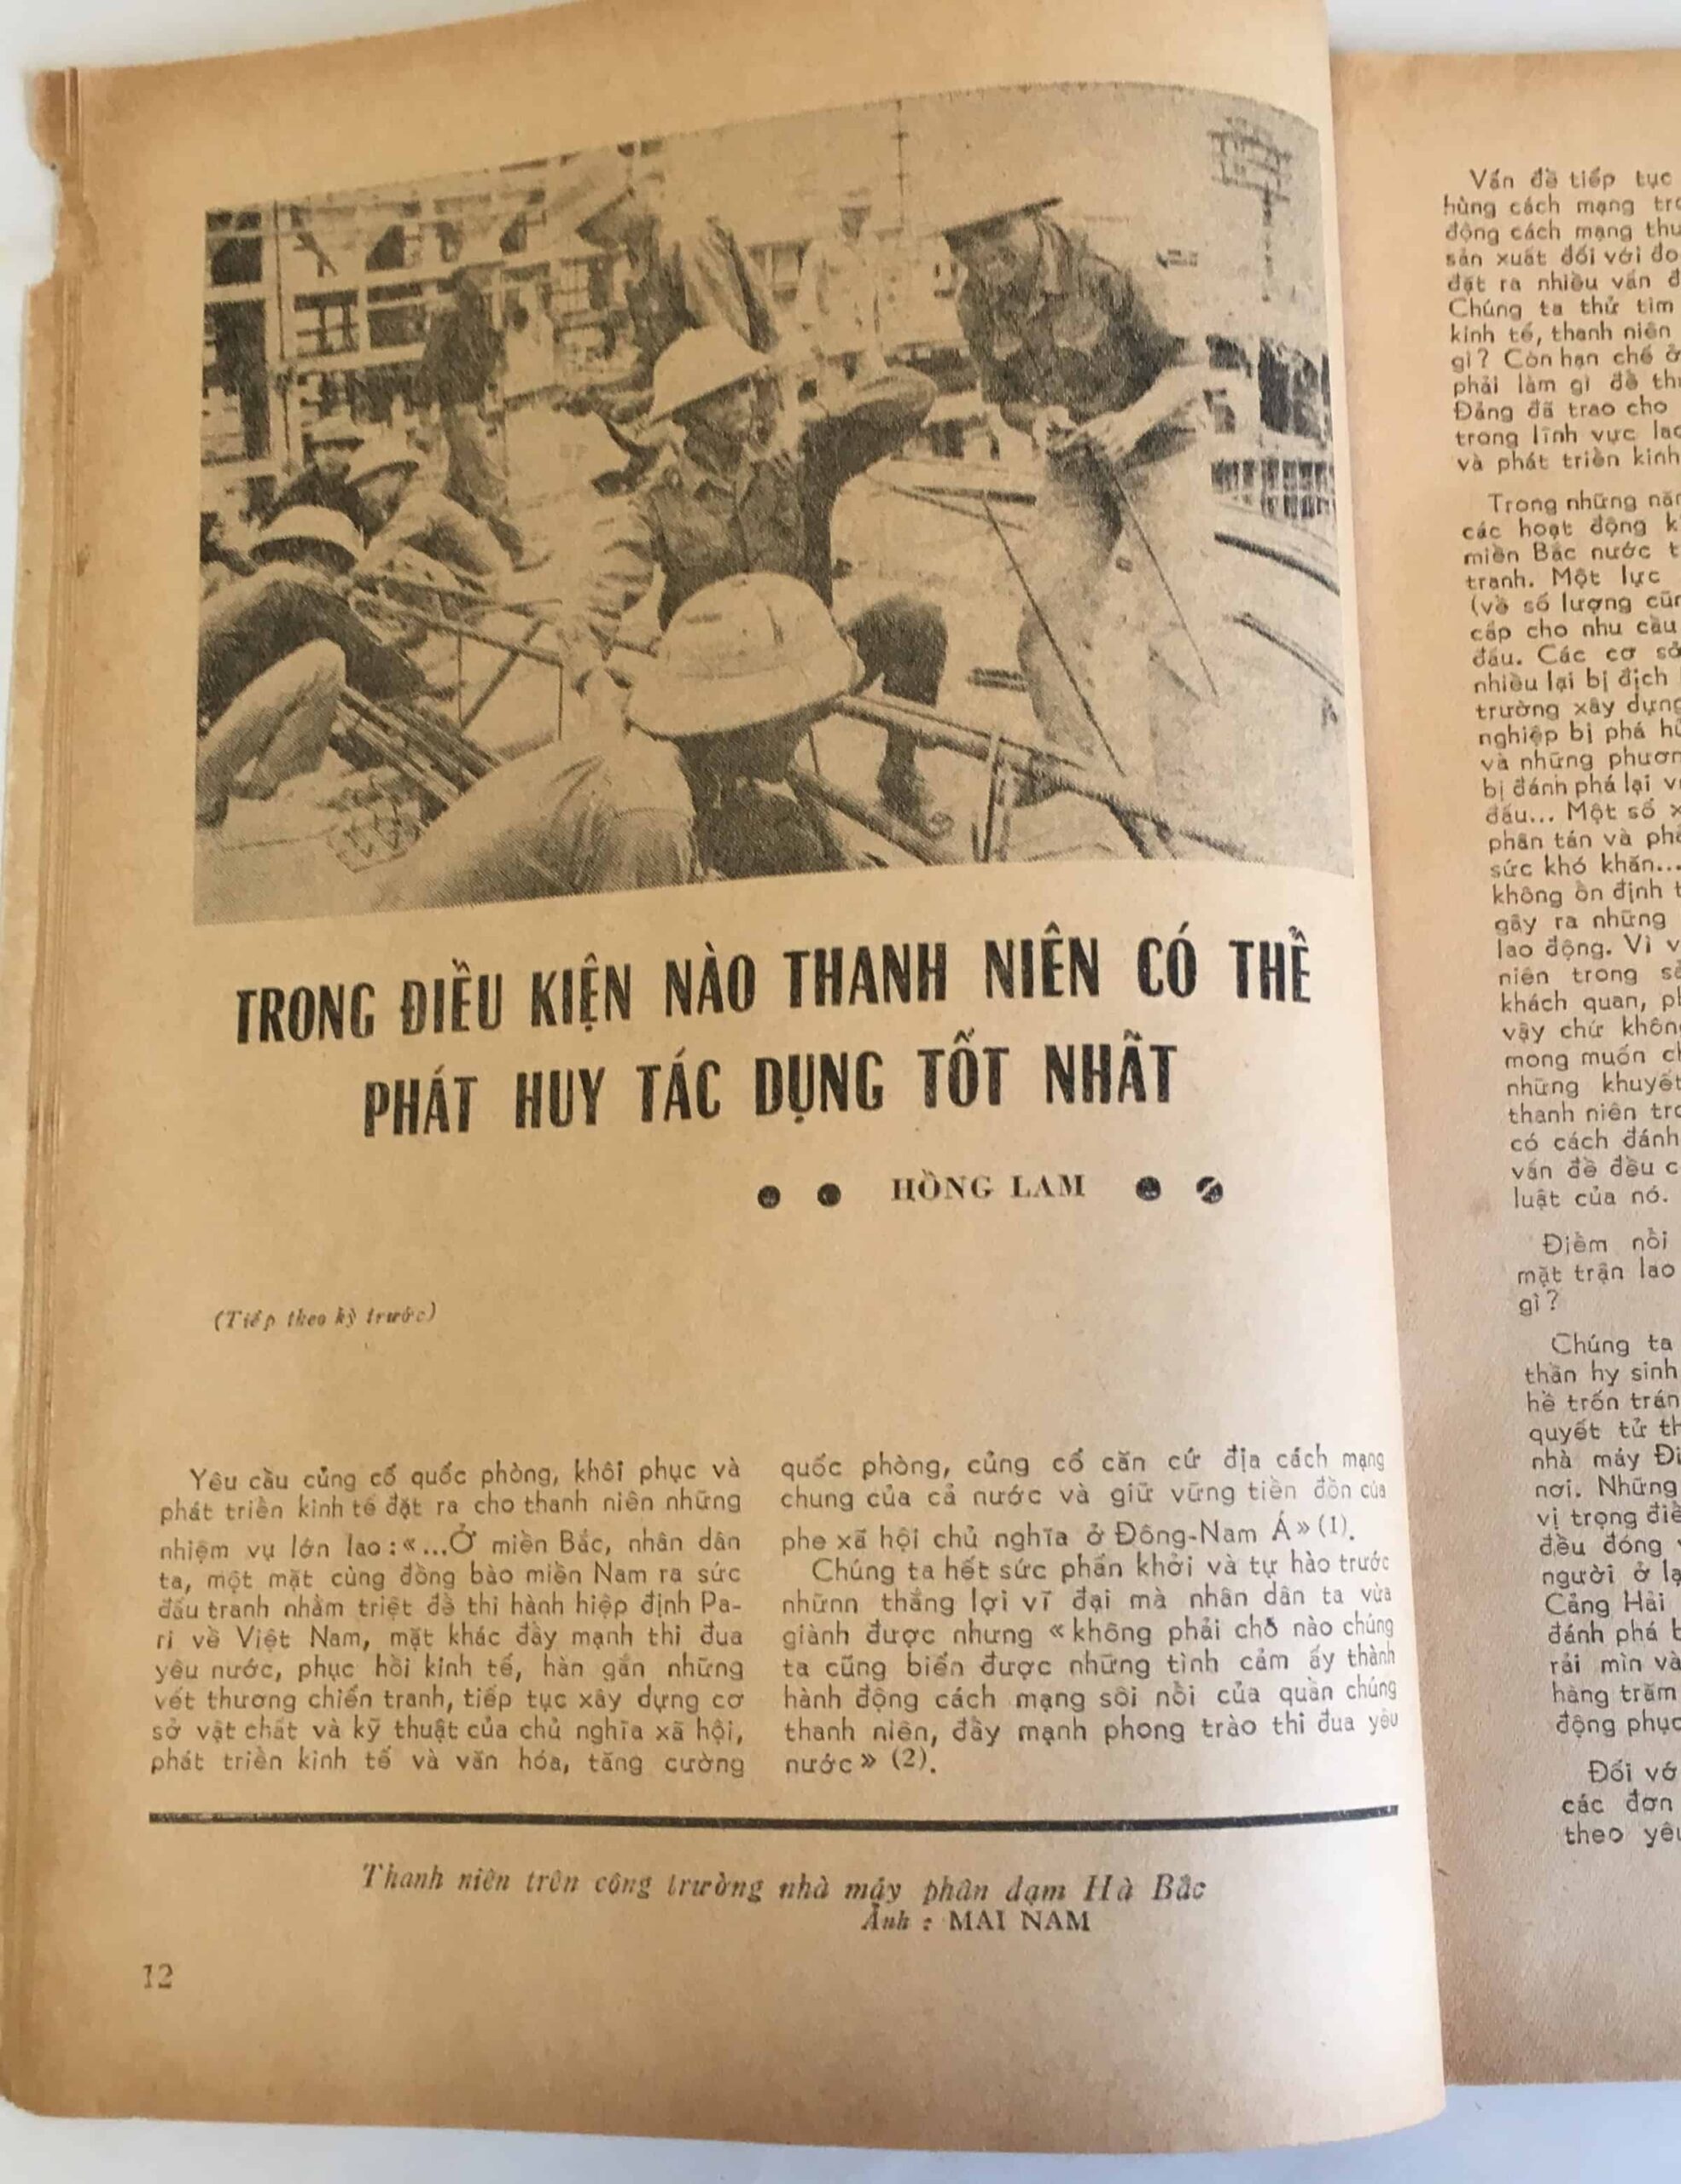 TRONG ĐIỀU KIỆN NÀO THANH NIÊN CÓ THỂ
PHÁT HUY TÁC DỤNG TỐT NHẤT
HỒNG LAM
(Tiếp theo kỳ trước)
Yêu cầu củng cố quốc phòng, khôi phục và
phát triển kinh tế đặt ra cho thanh niên những
nhiệm vụ lớn lao : «...Ở miền Bắc, nhân dân
ta, một mặt cùng đồng bào miền Nam ra sức
đấu tranh nhằm triệt để thi hành hiệp định Pa-
ri về Việt Nam, mặt khác đẩy mạnh thi đua
yêu nước, phục hồi kinh tế, hàn gắn những
vết thương chiến tranh, tiếp tục xây dựng cơ
sở vật chất và kỹ thuật của chủ nghĩa xã hội,
phát triển kinh tế và văn hóa, tăng cường
quốc phòng, củng cố căn cứ địa cách mạng
chung của cả nước và giữ vững tiền đồn của
phe xã hội chủ nghĩa ở Đông-Nam Á» (1).
Chúng ta hết sức phấn khởi và tự hào trước
nhữnn thắng lợi vĩ đại mà nhân dân ta vừa
giành được nhưng «không phải chỗ nào chúng
ta cũng biến được những tình cảm ấy thành
hành động cách mạng sôi nổi của quần chúng
thanh niên, đẩy mạnh phong trào thi đua yêu
nước» (2).
Thanh niên trên công trường nhà máy phân đạm Hà Bắc
Ảnh : MAI NAM
12
Vấn đề tiếp tục
hùng cách mạng
động cách mạng
sản xuất đối với
đặt ra nhiều vấn
Chúng ta thử tìm
kinh tế, thanh niên
gì? Còn hạn chế ở
phải làm gì để
Đảng đã trao cho
trong lĩnh vực
và phát triển kinh
Trong những
các hoạt động
miền Bắc nước
tranh. Một lực
(về số lượng
cấp cho nhu cầu
đấu. Các cơ sở
nhiều lại bị địch
trường xây dựng
nghiệp bị phá
và những
bị đánh phá lại
đấu... Một số
phân tán và
sức khó khăn...
không ổn định
gây ra những
lao động. Vì
niên trong
khách quan,
vậy chứ không
mong muốn
những khuyết
thanh niên
có cách đánh
vấn đề đều
luật của nó.
Điểm nổi
mặt trận lao
gì?
Chúng ta
thần hy sinh
hề trốn
quyết tử
nhà máy
nơi. Những
vị trọng
đều đóng
người ở
Cảng Hải
đánh phá
rải mìn
hàng trăm
động
Đối
các đơn
theo